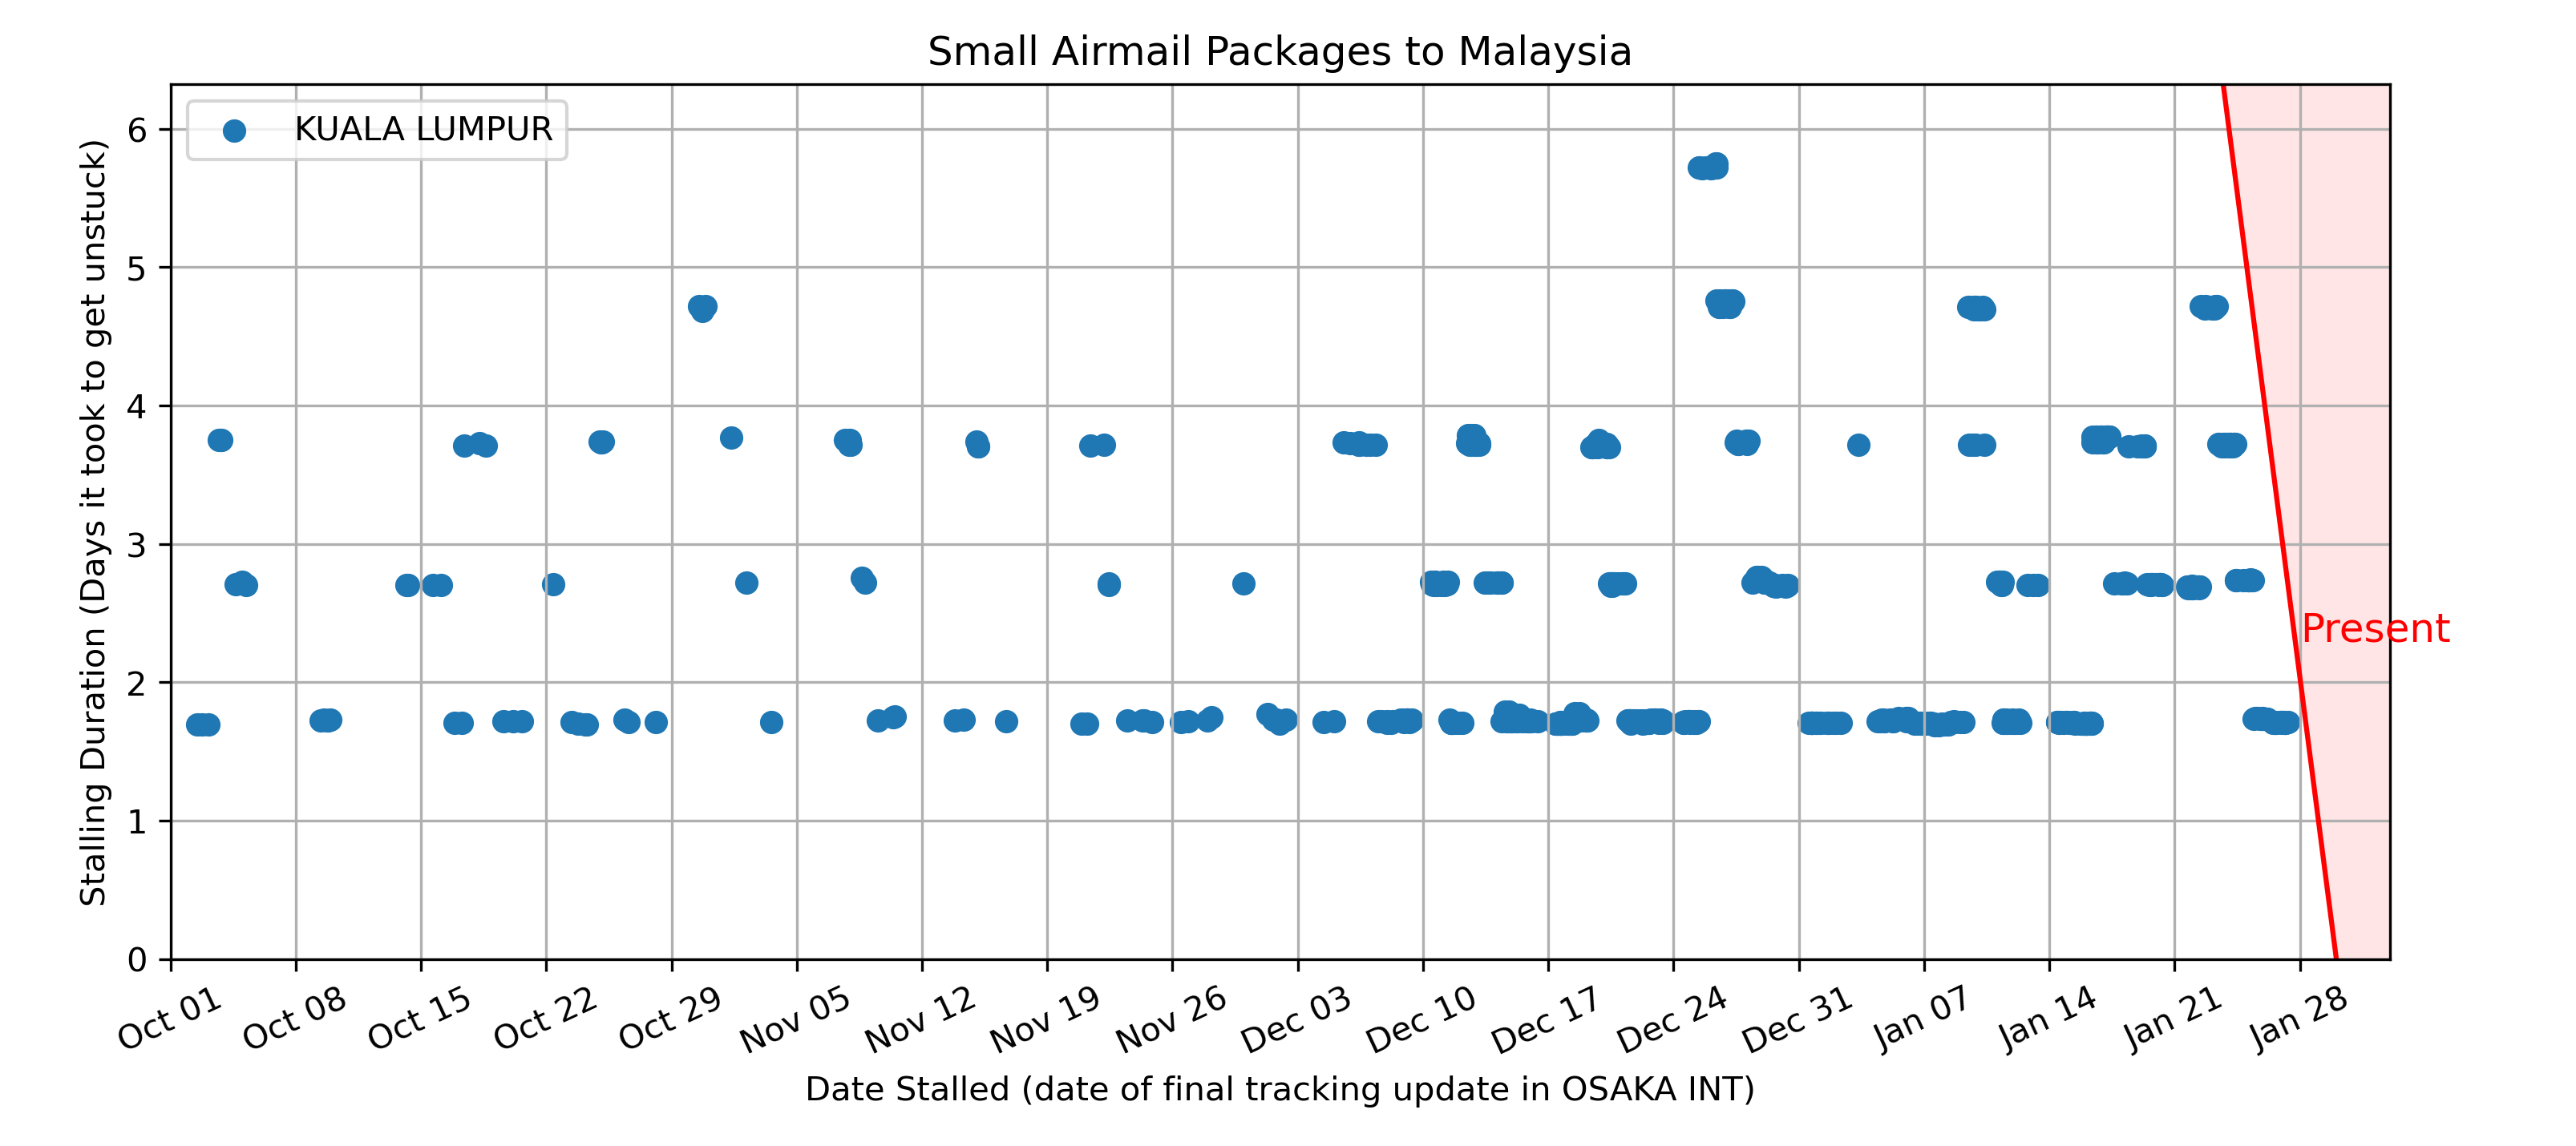 Small Airmail Packages to Malaysia
KUALA LUMPUR
Stalling Duration (Days it took to get unstuck)
6
5
4
3
2
1
0
Present
Oct 01
Oct 08
Oct 15
Oct 22
Oct 29
Nov 05
Nov 12
Nov 19
Nov 26
Dec 03
Dec 10
Dec 17
Dec 24
Dec 31
Jan 07
Jan 14
Jan 21
Jan 28
Date Stalled (date of final tracking update in OSAKA INT)